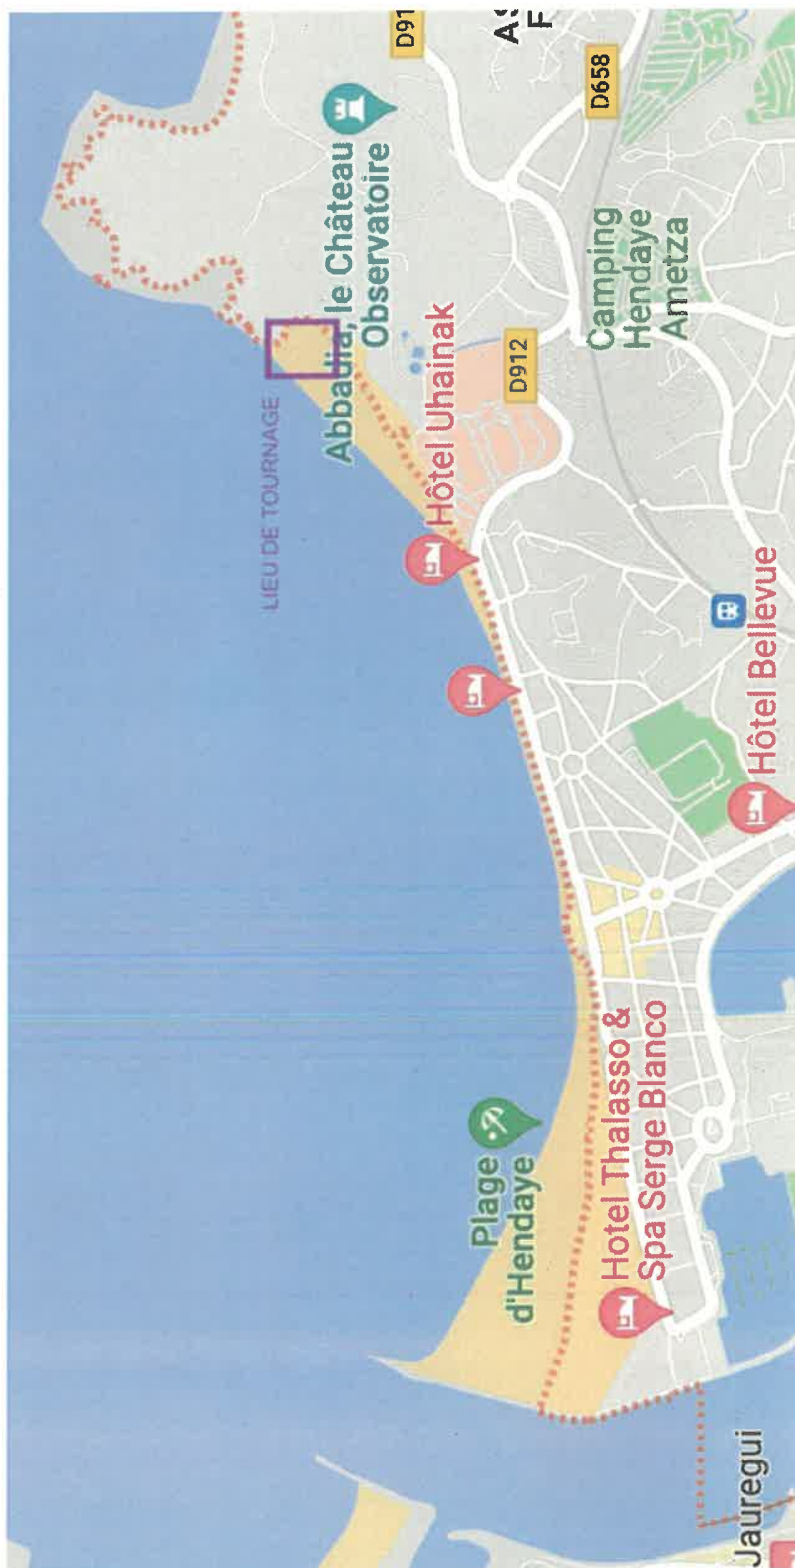 LIEU DE TOURNAGE
Abbadia, le Château
Observatoire
Hôtel Uhainak
D91
D658
D912
Camping
Hendaye
Ametza
Hôtel Bellevue
Plage
d'Hendaye
Hotel Thalasso &
Spa Serge Blanco
Jauregui